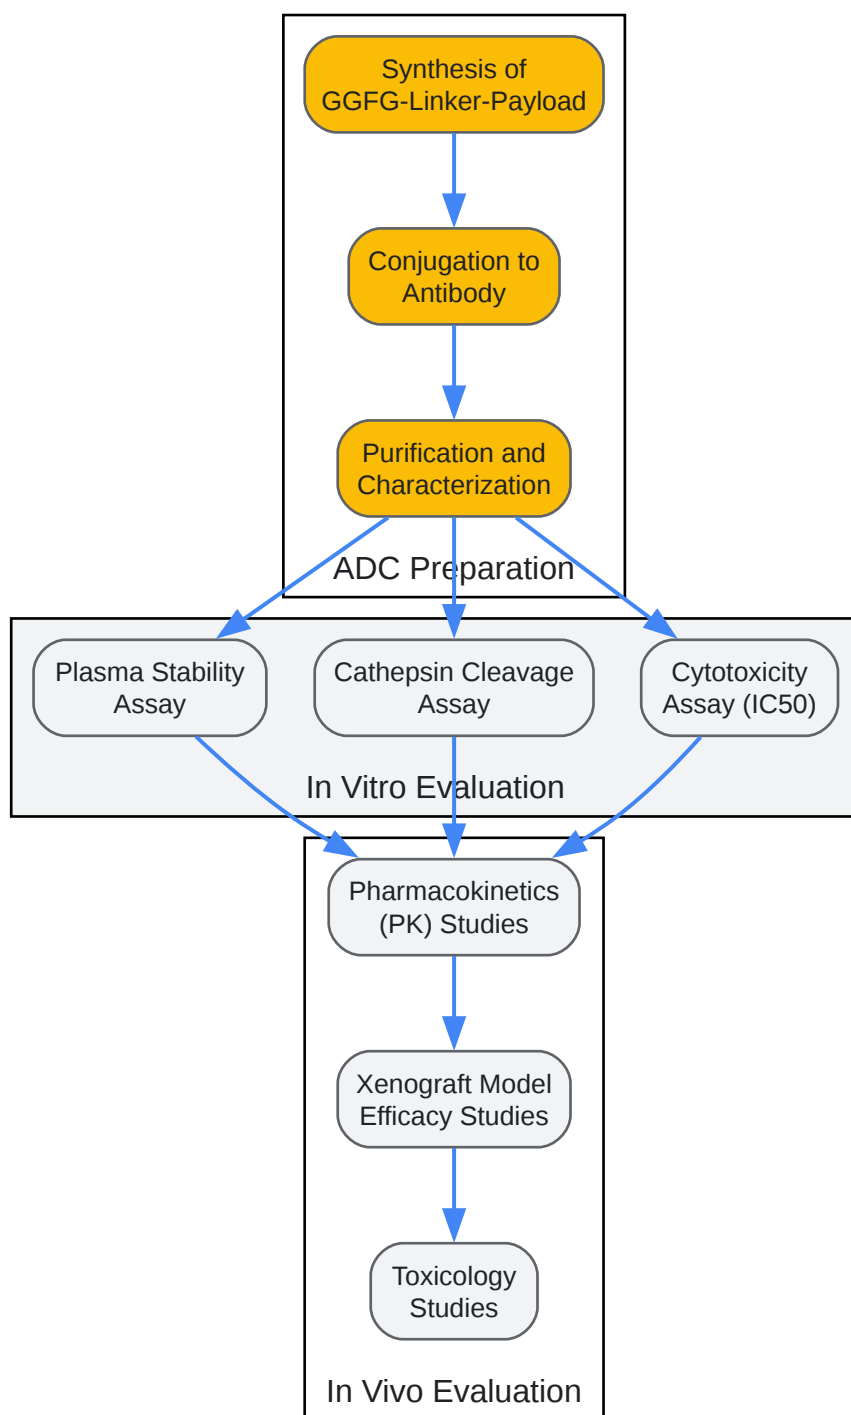 Synthesis of
GGFG-Linker-Payload
Conjugation to
Antibody
Purification and
Characterization
ADC Preparation
Plasma Stability
Assay
Cathepsin Cleavage
Assay
Cytotoxicity
Assay (IC50)
In Vitro Evaluation
Pharmacokinetics
(PK) Studies
Xenograft Model
Efficacy Studies
Toxicology
Studies
In Vivo Evaluation